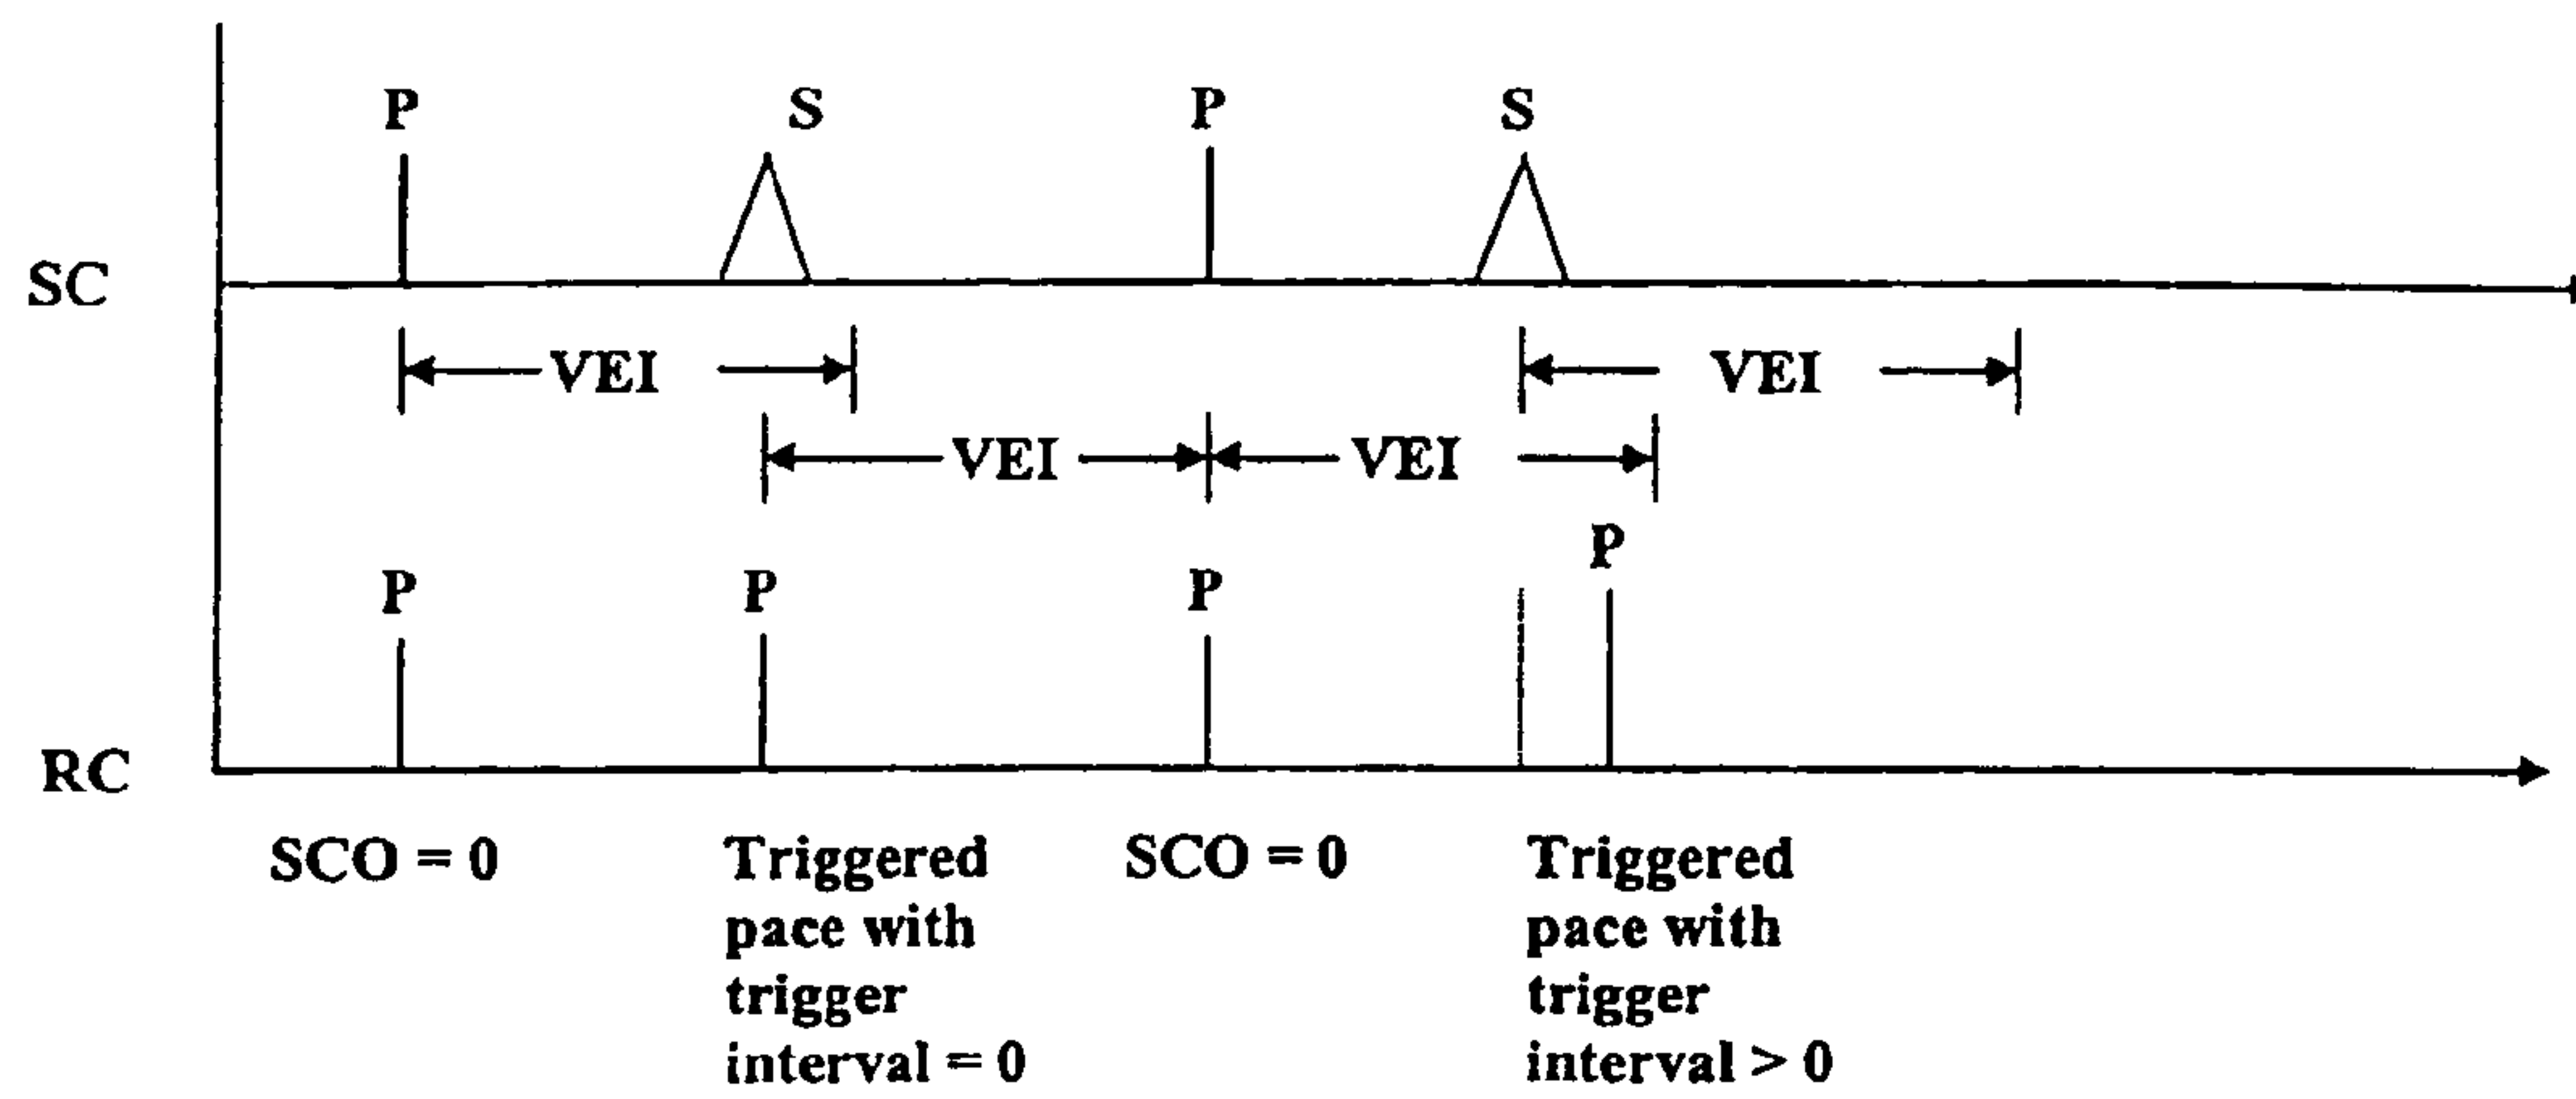 P S P S
SC
VEI VEI
VEI VEI
P
P P P
RC
SCO = 0 Triggered SCO = 0 Triggered
pace with pace with
trigger trigger
interval = 0 interval > 0